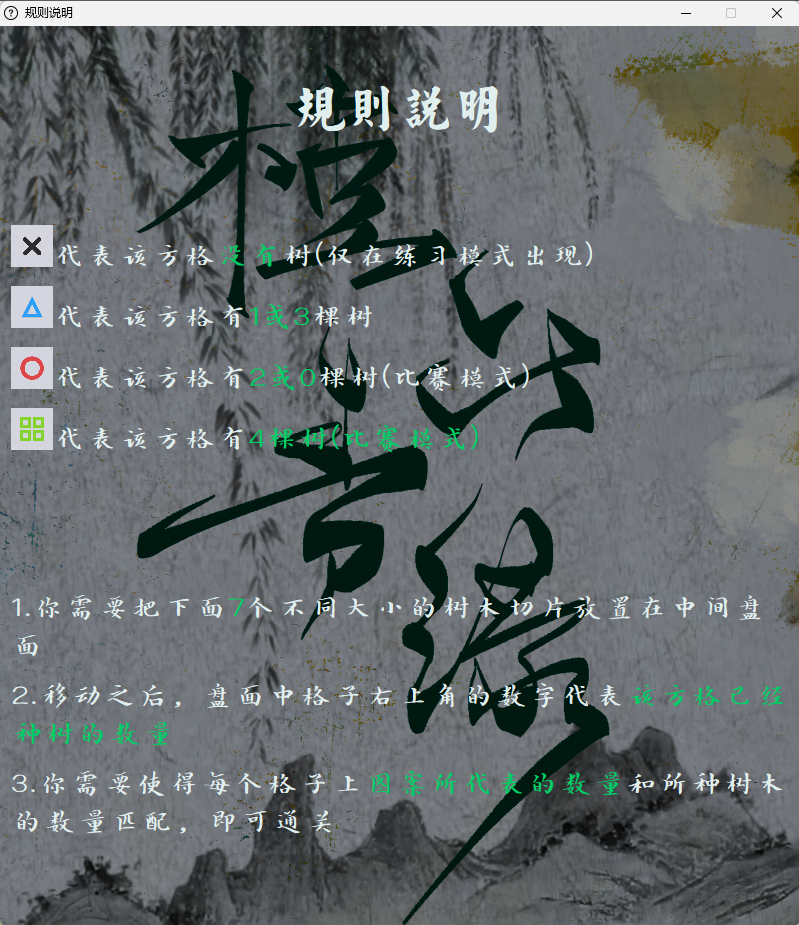 规则说明
規則説明
代表该方格没有树(仅在练习模式出现)
代表该方格有1或3棵树
代表该方格有2或0棵树(比赛模式)
代表该方格有4棵树(比赛模式)
1.你需要把下面7个不同大小的树木切片放置在中间盘
面
2.移动之后，盘面中格子右上角的数字代表该方格已经
种树的数量
3.你需要使得每个格子上图案所代表的数量和所种树木
的数量匹配，即可通关